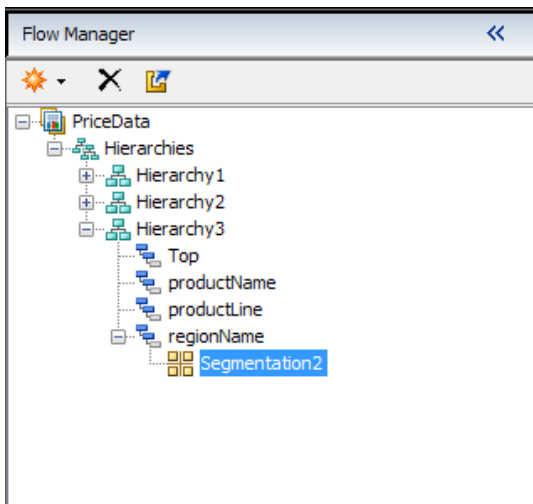 Flow Manager
PriceData
Hierarchies
Hierarchy1
Hierarchy2
Hierarchy3
Top
productName
productLine
regionName
Segmentation2